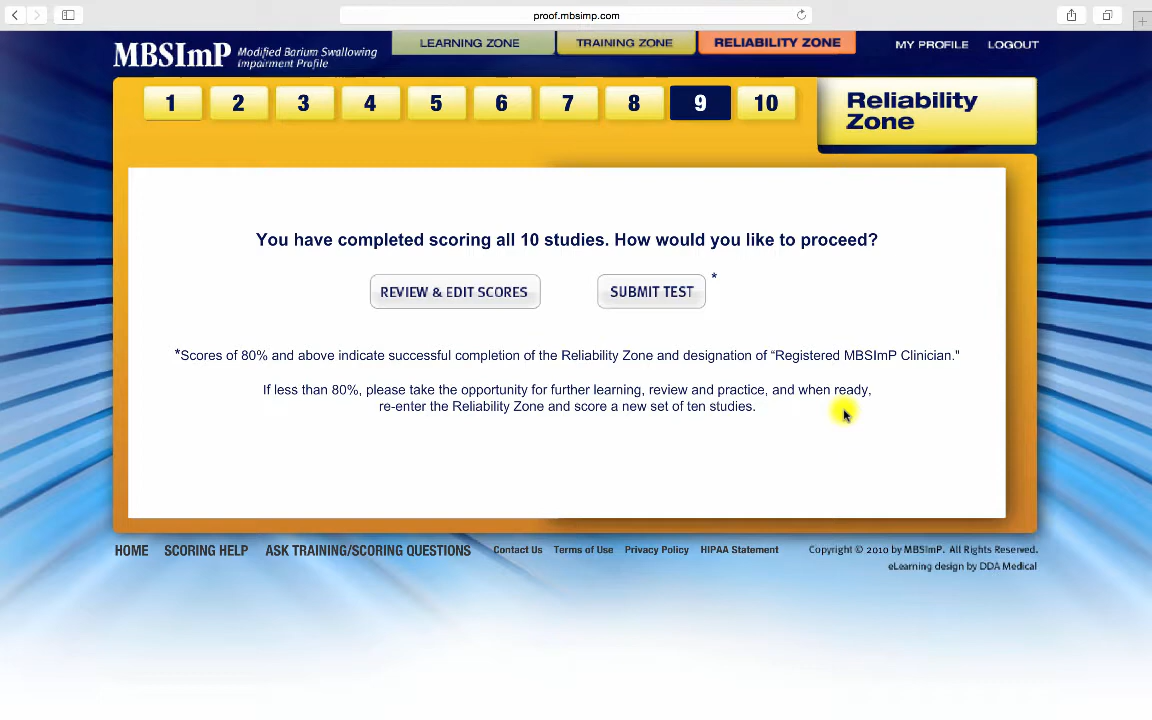 proof.mbsimp.com
MBSImP Modified Barium Swallowing
Impairment Profile
LEARNING ZONE
TRAINING ZONE
RELIABILITY ZONE
MY PROFILE
LOGOUT
1 2 3 4 5 6 7 8 9 10
Reliability
Zone
You have completed scoring all 10 studies. How would you like to proceed?
REVIEW & EDIT SCORES
SUBMIT TEST *
*Scores of 80% and above indicate successful completion of the Reliability Zone and designation of “Registered MBSImP Clinician."
If less than 80%, please take the opportunity for further learning, review and practice, and when ready,
re-enter the Reliability Zone and score a new set of ten studies.
HOME SCORING HELP ASK TRAINING/SCORING QUESTIONS Contact Us Terms of Use Privacy Policy HIPAA Statement
Copyright © 2010 by MBSImP. All Rights Reserved.
eLearning design by DDA Medical